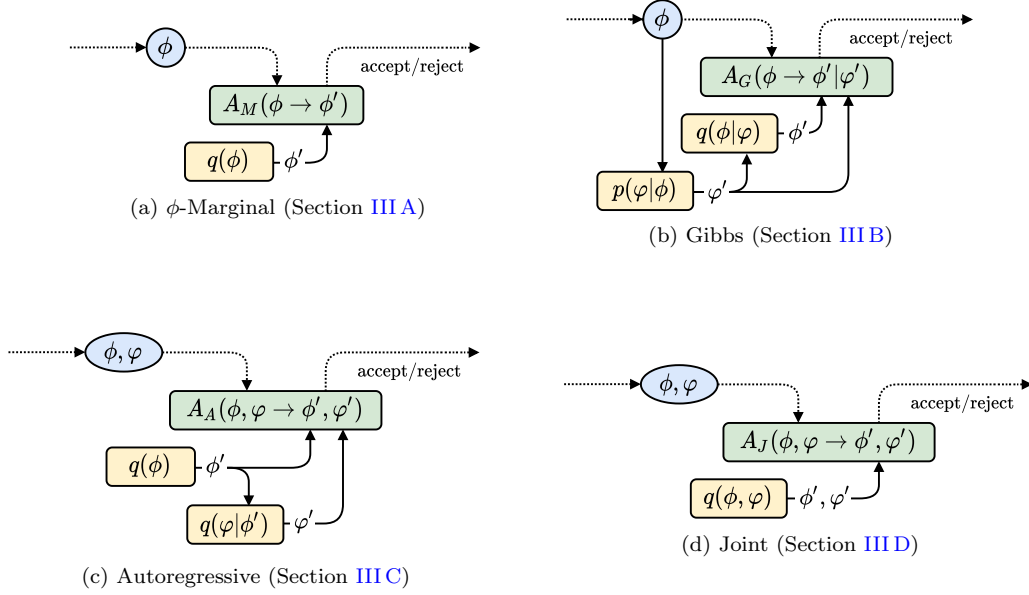 ϕ
accept/reject
A_M(ϕ → ϕ′)
q(ϕ) ϕ′
(a) ϕ-Marginal (Section III A)
ϕ
accept/reject
A_G(ϕ → ϕ′|φ′)
q(ϕ|φ) ϕ′
p(φ|ϕ) φ′
(b) Gibbs (Section III B)
ϕ, φ
accept/reject
A_A(ϕ, φ → ϕ′, φ′)
q(ϕ) ϕ′
q(φ|ϕ′) φ′
(c) Autoregressive (Section III C)
ϕ, φ
accept/reject
A_J(ϕ, φ → ϕ′, φ′)
q(ϕ, φ) ϕ′, φ′
(d) Joint (Section III D)